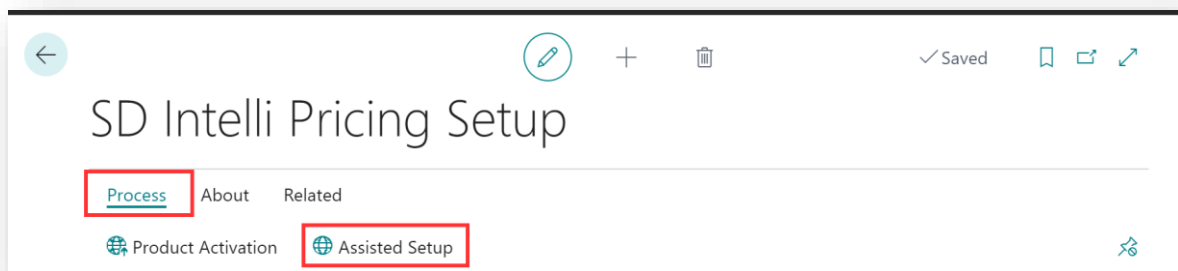 Saved
SD Intelli Pricing Setup
Process About Related
Product Activation Assisted Setup